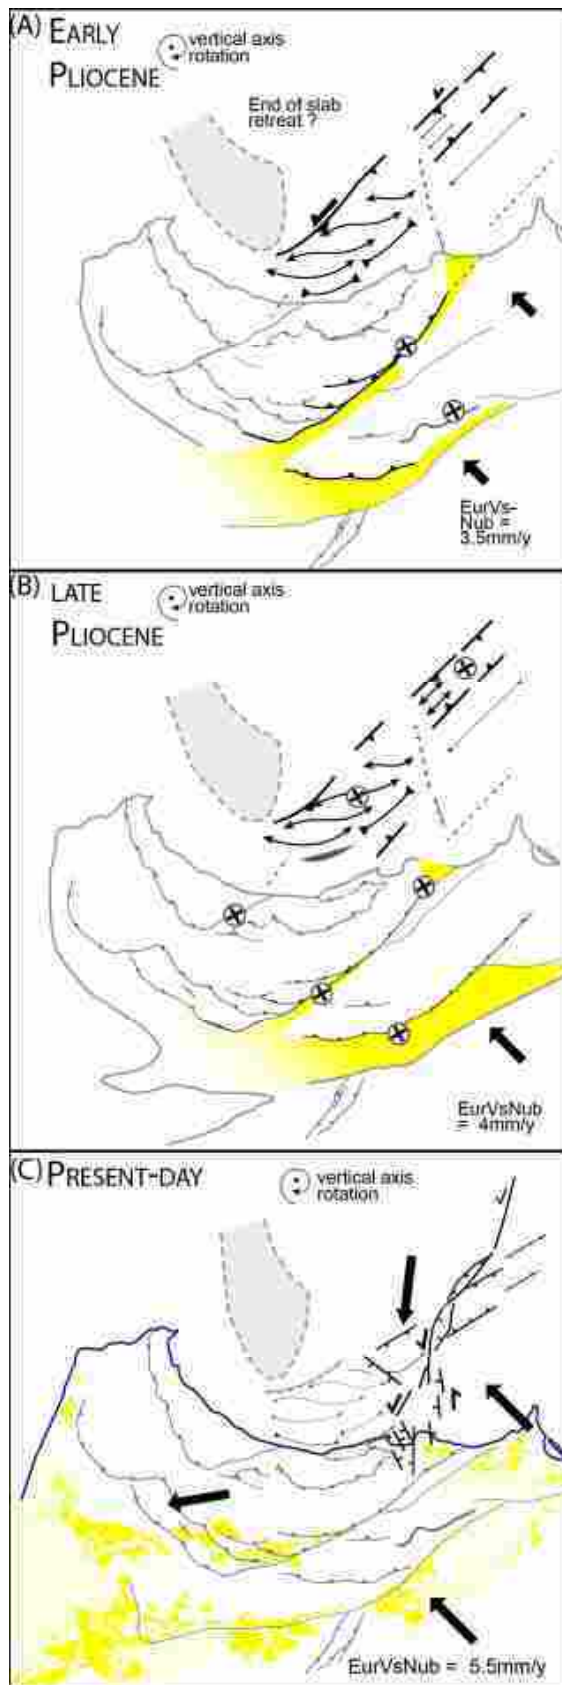 (A) EARLY
PLIOCENE
vertical axis
rotation
End of slab
retreat ?
EurVs-
Nub =
3.5mm/y
(B) LATE
PLIOCENE
vertical axis
rotation
EurVsNub
= 4mm/y
(C) PRESENT-DAY
vertical axis
rotation
EurVsNub = 5.5mm/y